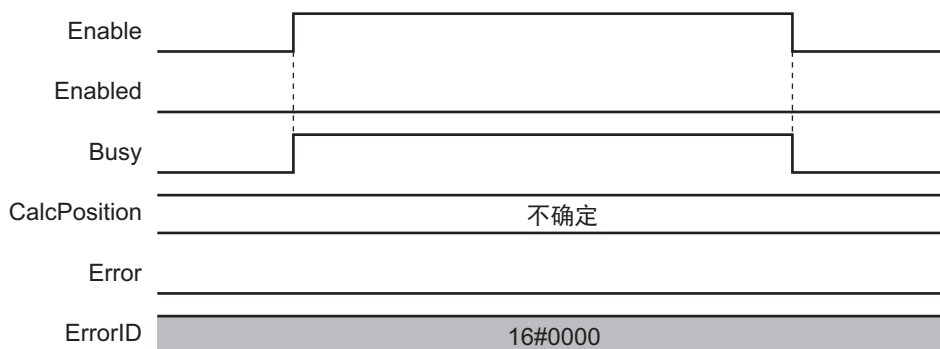 Enable
Enabled
Busy
CalcPosition
不确定
Error
ErrorID
16#0000